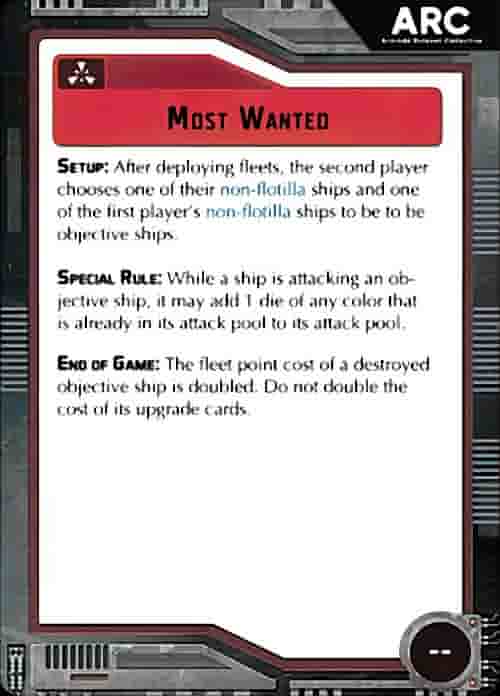 ARC
Armada Ruleset Collective
Most Wanted
Setup: After deploying fleets, the second player
chooses one of their non-flotilla ships and one
of the first player's non-flotilla ships to be to be
objective ships.
Special Rule: While a ship is attacking an ob-
jective ship, it may add 1 die of any color that
is already in its attack pool to its attack pool.
End of Game: The fleet point cost of a destroyed
objective ship is doubled. Do not double the
cost of its upgrade cards.
--